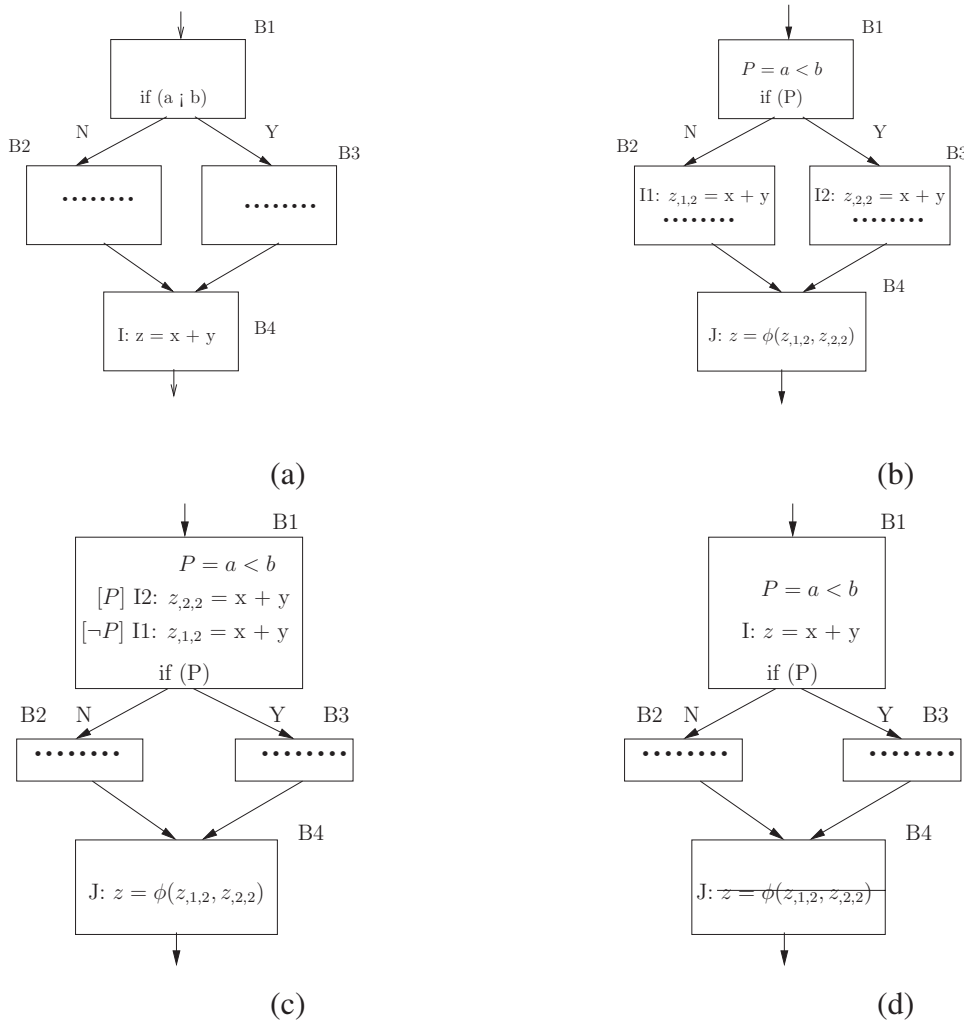 B1
if (a ¡ b)
N
Y
B2
B3
........
........
I: z = x + y
B4
(a)
B1
P = a < b
if (P)
N
Y
B2
B3
I1: z,1,2 = x + y
........
I2: z,2,2 = x + y
........
B4
J: z = ϕ(z,1,2, z,2,2)
(b)
B1
P = a < b
[P] I2: z,2,2 = x + y
[¬P] I1: z,1,2 = x + y
if (P)
B2 N
Y B3
........
........
B4
J: z = ϕ(z,1,2, z,2,2)
(c)
B1
P = a < b
I: z = x + y
if (P)
B2 N
Y B3
........
........
B4
J: z = ϕ(z,1,2, z,2,2)
(d)